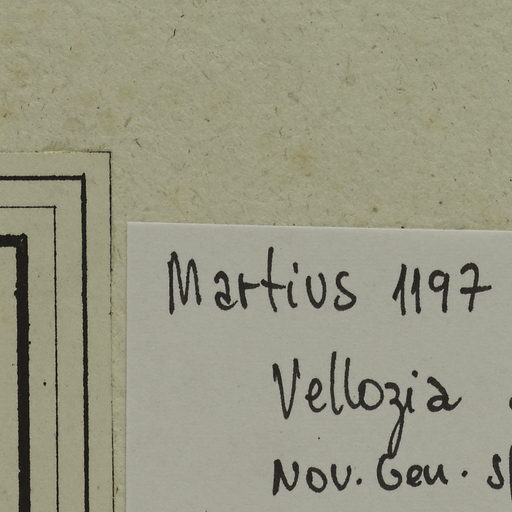 Martius 1197
Vellozia
Nov. Gen.